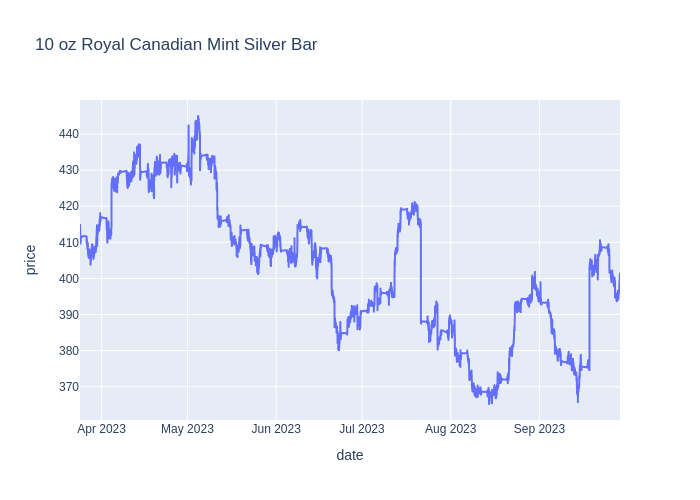 10 oz Royal Canadian Mint Silver Bar
440
430
420
410
400
390
380
370
price
Apr 2023 May 2023 Jun 2023 Jul 2023 Aug 2023 Sep 2023
date